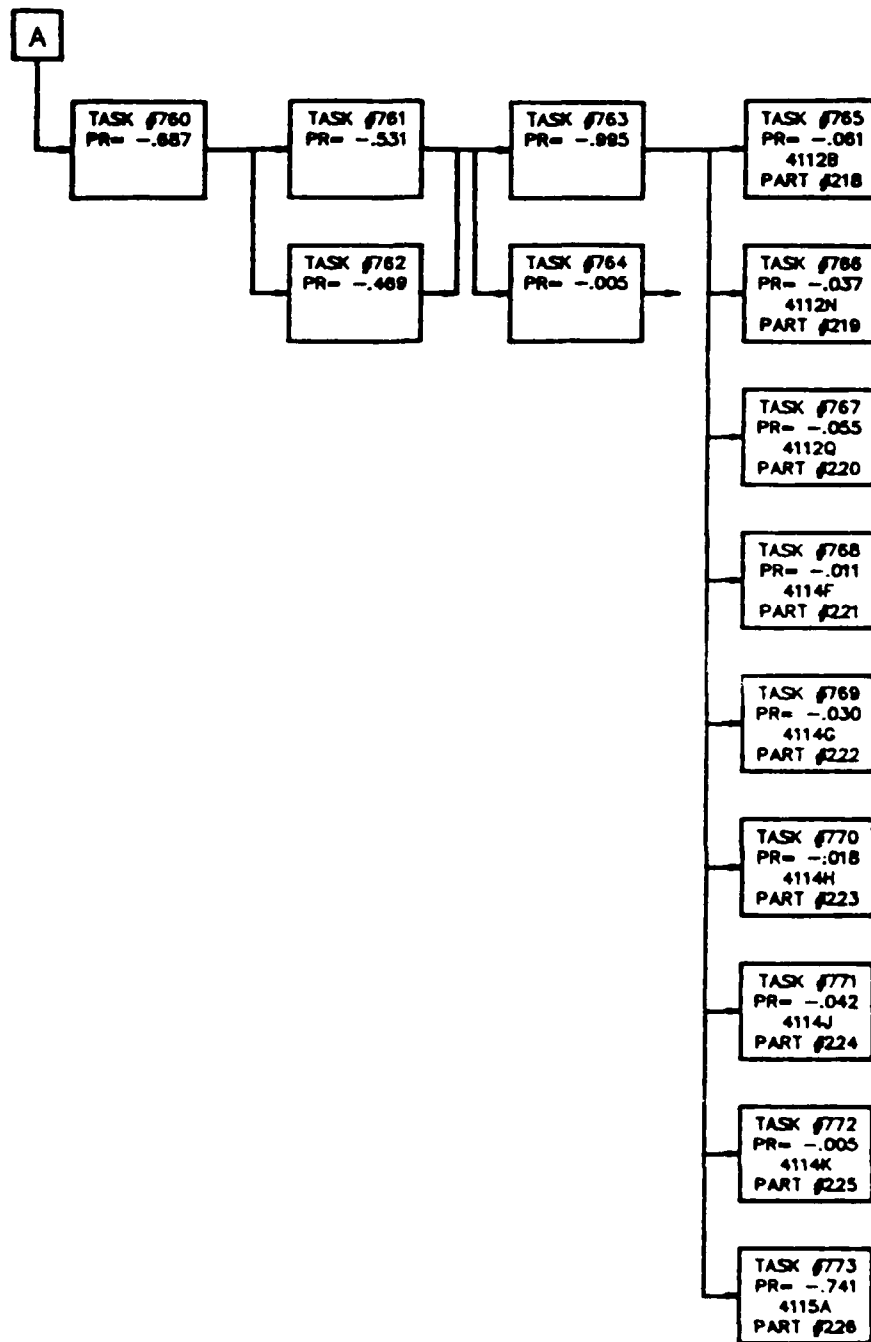 A
TASK #760
PR= -.687
TASK #761
PR= -.531
TASK #763
PR= -.995
TASK #765
PR= -.061
4112B
PART #218
TASK #762
PR= -.469
TASK #764
PR= -.005
TASK #766
PR= -.037
4112N
PART #219
TASK #767
PR= -.055
4112Q
PART #220
TASK #768
PR= -.011
4114F
PART #221
TASK #769
PR= -.030
4114G
PART #222
TASK #770
PR= -.018
4114H
PART #223
TASK #771
PR= -.042
4114J
PART #224
TASK #772
PR= -.005
4114K
PART #225
TASK #773
PR= -.741
4115A
PART #226